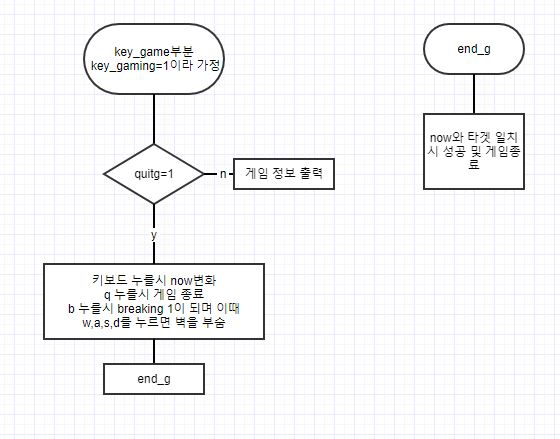 key_game부분
key_gaming=1이라 가정
quitg=1
n
게임 정보 출력
y
키보드 누를시 now변화
q 누를시 게임 종료
b 누를시 breaking 1이 되며 이때
w,a,s,d를 누르면 벽을 부숨
end_g
end_g
now와 타겟 일치
시 성공 및 게임종
료